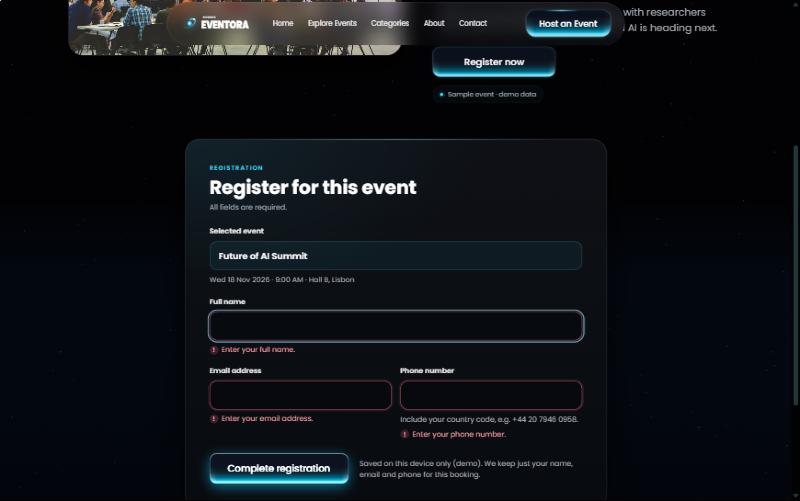 EVENTORA
Home
Explore Events
Categories
About
Contact
Host an Event
with researchers
AI is heading next.
Register now
Sample event · demo data
REGISTRATION
Register for this event
All fields are required.
Selected event
Future of AI Summit
Wed 18 Nov 2026 · 9:00 AM · Hall B, Lisbon
Full name
! Enter your full name.
Email address
! Enter your email address.
Phone number
Include your country code, e.g. +44 20 7946 0958.
! Enter your phone number.
Complete registration
Saved on this device only (demo). We keep just your name,
email and phone for this booking.